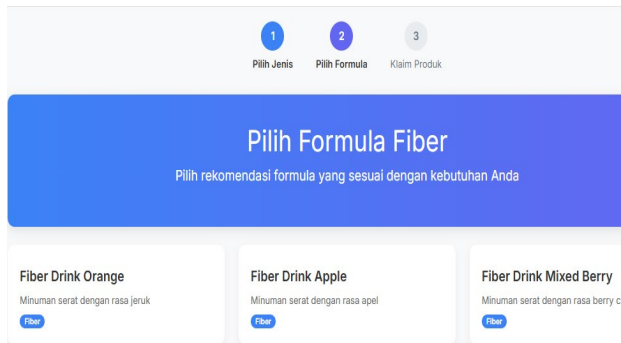 1 2 3
Pilih Jenis Pilih Formula Klaim Produk
Pilih Formula Fiber
Pilih rekomendasi formula yang sesuai dengan kebutuhan Anda
Fiber Drink Orange
Minuman serat dengan rasa jeruk
Fiber
Fiber Drink Apple
Minuman serat dengan rasa apel
Fiber
Fiber Drink Mixed Berry
Minuman serat dengan rasa berry c
Fiber